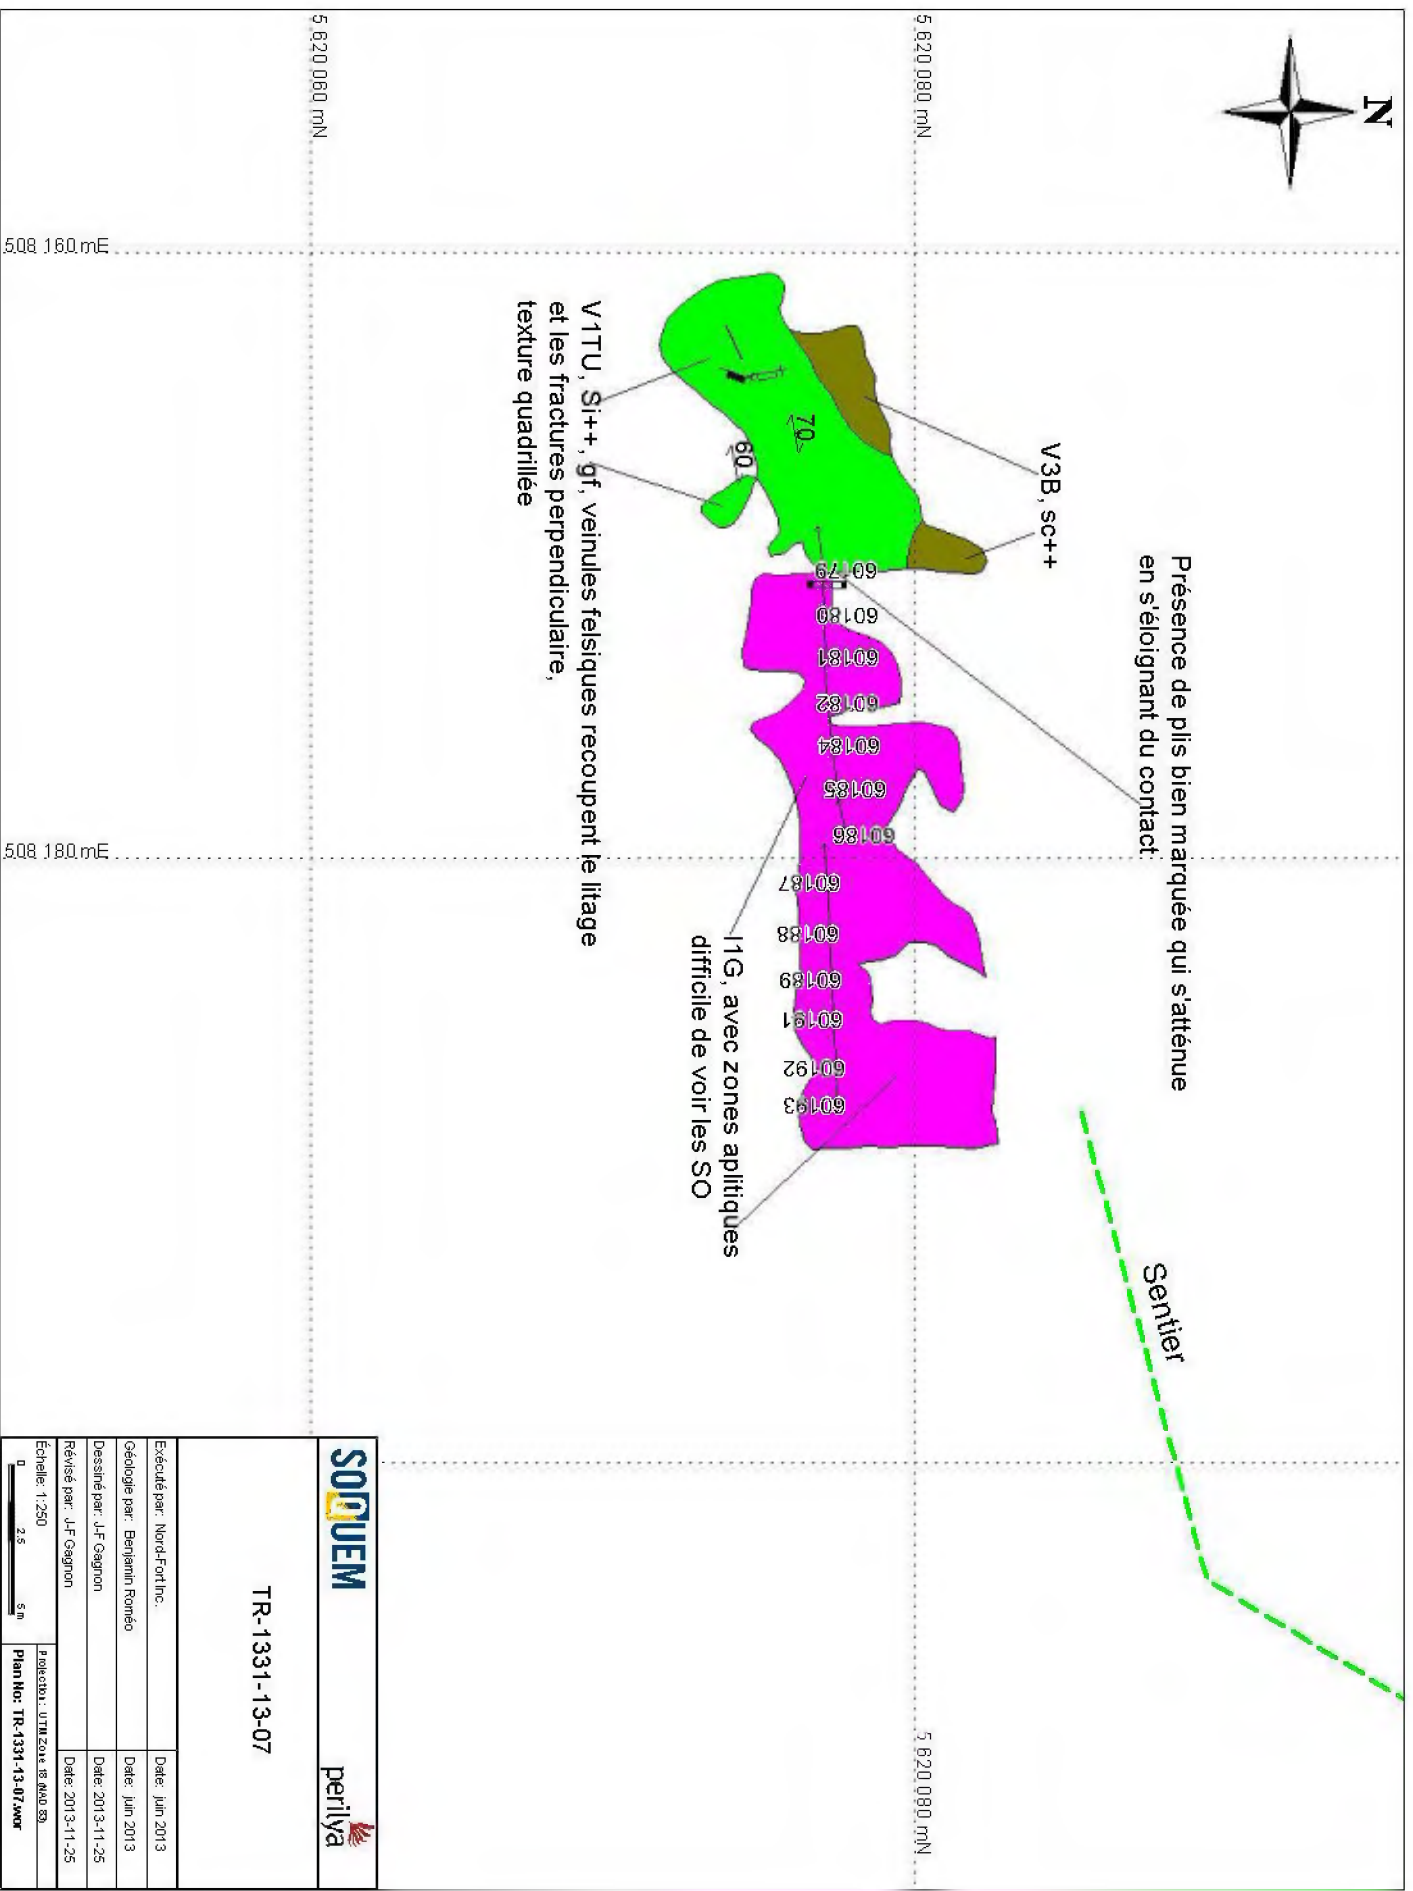 N
5 620 080 mN
5 620 060 mN
508 160 mE
508 180 mE
5 620 080 mN
Présence de plis bien marquée qui s'atténue
en s'éloignant du contact
V3B, sc++
70
60
60179
60180
60181
60182
60184
60185
60186
60187
60188
60189
60191
60192
60193
I1G, avec zones aplitiques
difficile de voir les SO
V1TU, Si++, gf, veinules felsiques recoupent le litage
et les fractures perpendiculaire,
texture quadrillée
Sentier
SOQUEM perilya
TR-1331-13-07
Exécuté par: Nord-Fort Inc. Date: juin 2013
Géologie par: Benjamin Roméo Date: juin 2013
Dessiné par: J-F Gagnon Date: 2013-11-25
Révisé par: J-F Gagnon Date: 2013-11-25
Échelle: 1:250
Projection: UTM Zone 18 (NAD 83)
0 2.5 5 m
Plan No: TR-1331-13-07.wor